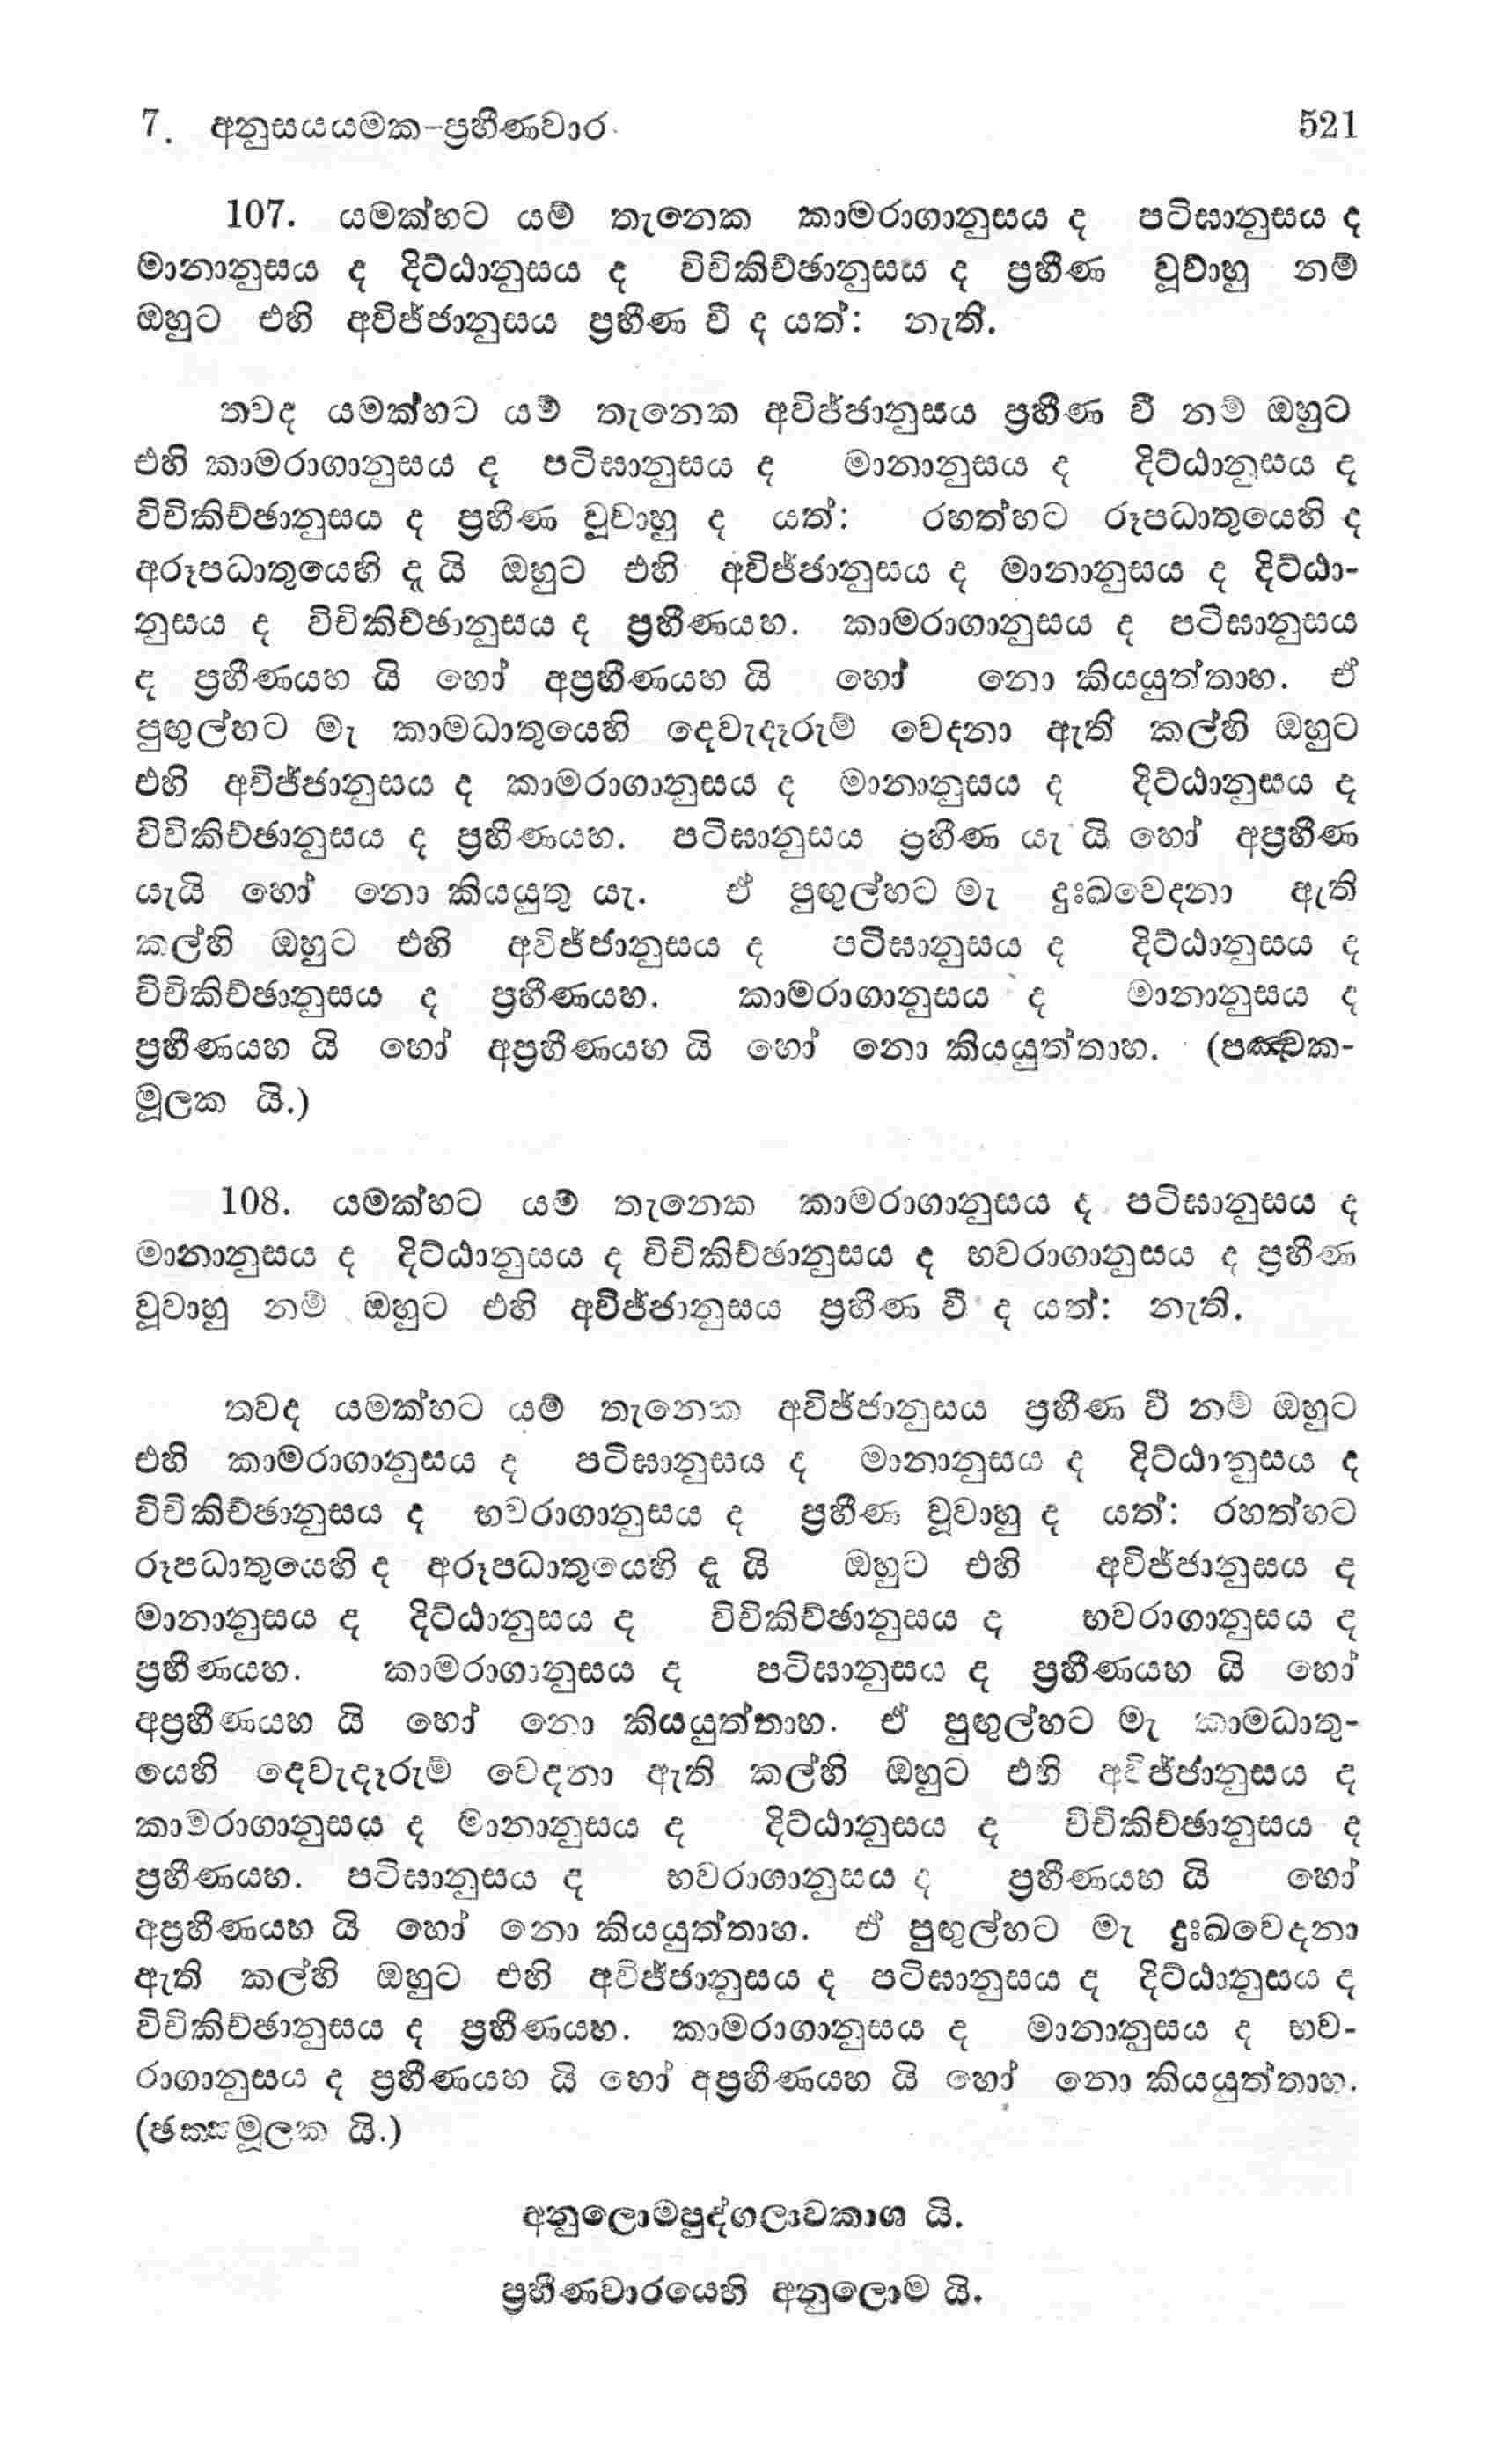 7. අනුසයයමක-ප්‍රහීණවාර 521
107. යමක්හට යම් තැනෙක කාමරාගානුසය ද පටිඝානුසය ද
මානානුසය ද දිට්ඨානුසය ද විචිකිච්ඡානුසය ද ප්‍රහීණ වූවාහු නම්
ඔහුට එහි අවිජ්ජානුසය ප්‍රහීණ වී ද යත්: නැති.
තවද යමක්හට යම් තැනෙක අවිජ්ජානුසය ප්‍රහීණ වී නම් ඔහුට
එහි කාමරාගානුසය ද පටිඝානුසය ද මානානුසය ද දිට්ඨානුසය ද
විචිකිච්ඡානුසය ද ප්‍රහීණ වූවාහු ද යත්: රහත්හට රූපධාතුයෙහි ද
අරූපධාතුයෙහි දූ යි ඔහුට එහි අවිජ්ජානුසය ද මානානුසය ද දිට්ඨා-
නුසය ද විචිකිච්ඡානුසය ද ප්‍රහීණයහ. කාමරාගානුසය ද පටිඝානුසය
ද ප්‍රහීණයහ යි හෝ අප්‍රහීණයහ යි හෝ නො කියයුත්තාහ. ඒ
පුඟුල්හට මැ කාමධාතුයෙහි දෙවැදෑරුම් වෙදනා ඇති කල්හි ඔහුට
එහි අවිජ්ජානුසය ද කාමරාගානුසය ද මානානුසය ද දිට්ඨානුසය ද
විචිකිච්ඡානුසය ද ප්‍රහීණයහ. පටිඝානුසය ප්‍රහීණ යැ යි හෝ අප්‍රහීණ
යැයි හෝ නො කියයුතු යැ. ඒ පුඟුල්හට මැ දුඃඛවෙදනා ඇති
කල්හි ඔහුට එහි අවිජ්ජානුසය ද පටිඝානුසය ද දිට්ඨානුසය ද
විචිකිච්ඡානුසය ද ප්‍රහීණයහ. කාමරාගානුසය ද මානානුසය ද
ප්‍රහීණයහ යි හෝ අප්‍රහීණයහ යි හෝ නො කියයුත්තාහ. (පඤ්චක-
මූලක යි.)
108. යමක්හට යම් තැනෙක කාමරාගානුසය ද පටිඝානුසය ද
මානානුසය ද දිට්ඨානුසය ද විචිකිච්ඡානුසය ද භවරාගානුසය ද ප්‍රහීණ
වූවාහු නම් ඔහුට එහි අවිජ්ජානුසය ප්‍රහීණ වී ද යත්: නැති.
තවද යමක්හට යම් තැනෙක අවිජ්ජානුසය ප්‍රහීණ වී නම් ඔහුට
එහි කාමරාගානුසය ද පටිඝානුසය ද මානානුසය ද දිට්ඨානුසය ද
විචිකිච්ඡානුසය ද භවරාගානුසය ද ප්‍රහීණ වූවාහු ද යත්: රහත්හට
රූපධාතුයෙහි ද අරූපධාතුයෙහි දූ යි ඔහුට එහි අවිජ්ජානුසය ද
මානානුසය ද දිට්ඨානුසය ද විචිකිච්ඡානුසය ද භවරාගානුසය ද
ප්‍රහීණයහ. කාමරාගානුසය ද පටිඝානුසය ද ප්‍රහීණයහ යි හෝ
අප්‍රහීණයහ යි හෝ නො කියයුත්තාහ. ඒ පුඟුල්හට මැ කාමධාතු-
යෙහි දෙවැදෑරුම් වෙදනා ඇති කල්හි ඔහුට එහි අවිජ්ජානුසය ද
කාමරාගානුසය ද මානානුසය ද දිට්ඨානුසය ද විචිකිච්ඡානුසය ද
ප්‍රහීණයහ. පටිඝානුසය ද භවරාගානුසය ද ප්‍රහීණයහ යි හෝ
අප්‍රහීණයහ යි හෝ නො කියයුත්තාහ. ඒ පුඟුල්හට මැ දුඃඛවෙදනා
ඇති කල්හි ඔහුට එහි අවිජ්ජානුසය ද පටිඝානුසය ද දිට්ඨානුසය ද
විචිකිච්ඡානුසය ද ප්‍රහීණයහ. කාමරාගානුසය ද මානානුසය ද භව-
රාගානුසය ද ප්‍රහීණයහ යි හෝ අප්‍රහීණයහ යි හෝ නො කියයුත්තාහ.
(ඡක්‍කමූලක යි.)
අනුලොමපුද්ගලාවකාශ යි.
ප්‍රහීණවාරයෙහි අනුලොම යි.